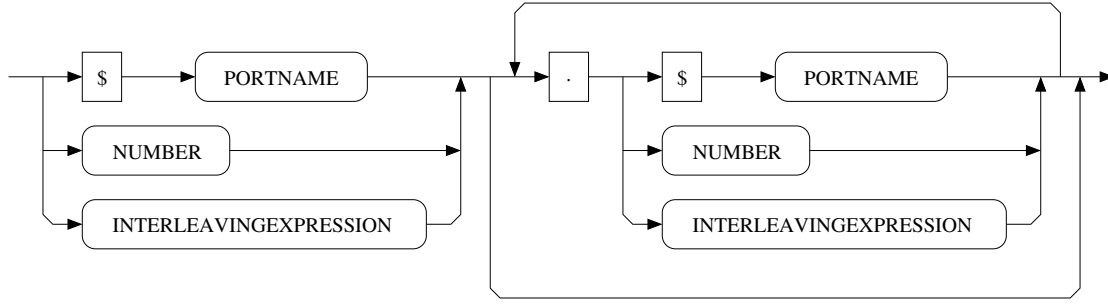 $ PORTNAME . $ PORTNAME
NUMBER NUMBER
INTERLEAVINGEXPRESSION INTERLEAVINGEXPRESSION